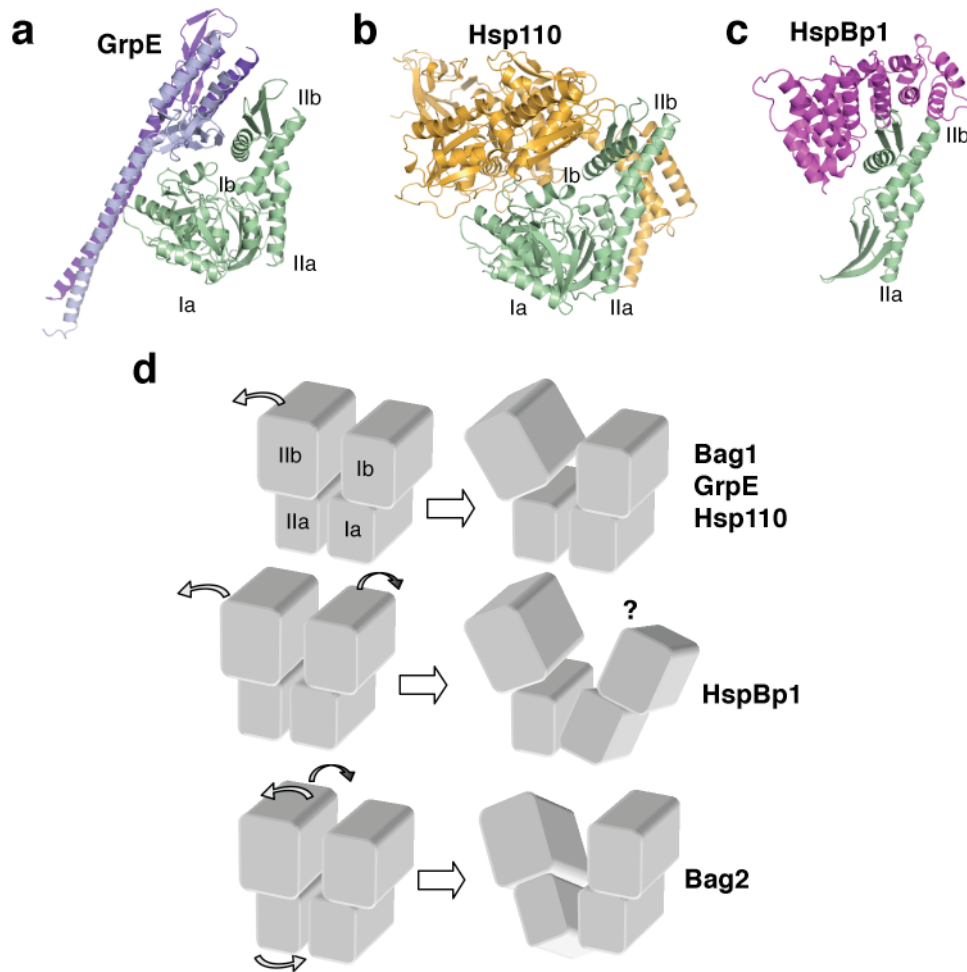 a
GrpE
IIb
Ib
IIa
Ia
b
Hsp110
IIb
Ib
Ia
IIa
c
HspBp1
IIb
IIa
d
IIb
Ib
IIa
Ia
Bag1
GrpE
Hsp110
?
HspBp1
Bag2